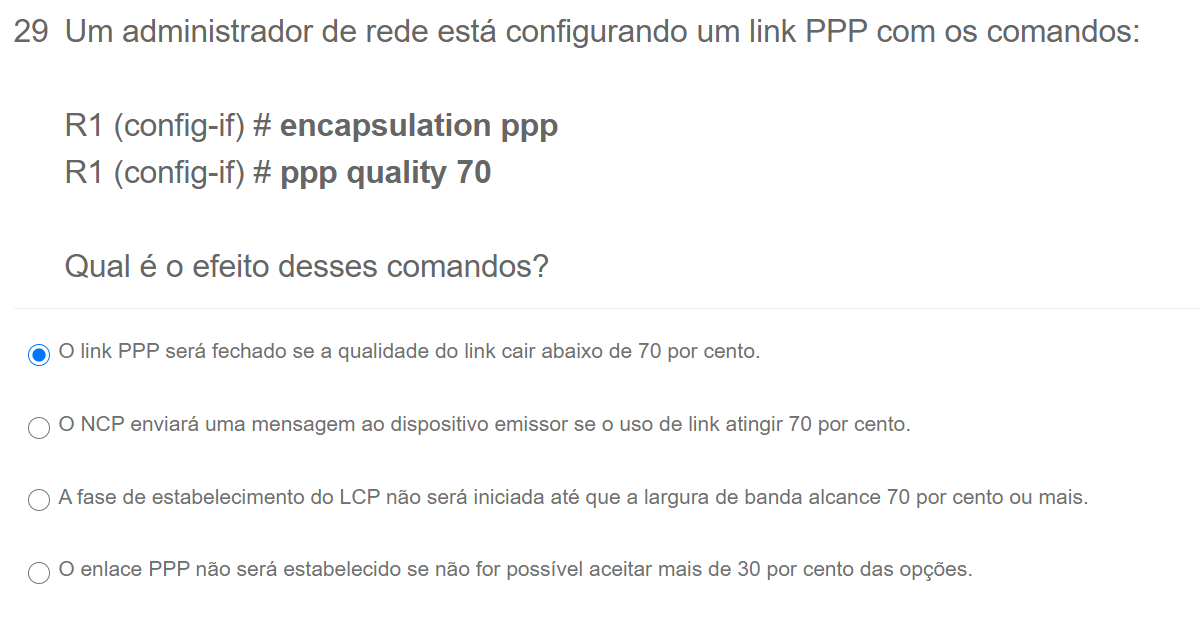 29 Um administrador de rede está configurando um link PPP com os comandos:
R1 (config-if) # encapsulation ppp
R1 (config-if) # ppp quality 70
Qual é o efeito desses comandos?
O link PPP será fechado se a qualidade do link cair abaixo de 70 por cento.
O NCP enviará uma mensagem ao dispositivo emissor se o uso de link atingir 70 por cento.
A fase de estabelecimento do LCP não será iniciada até que a largura de banda alcance 70 por cento ou mais.
O enlace PPP não será estabelecido se não for possível aceitar mais de 30 por cento das opções.